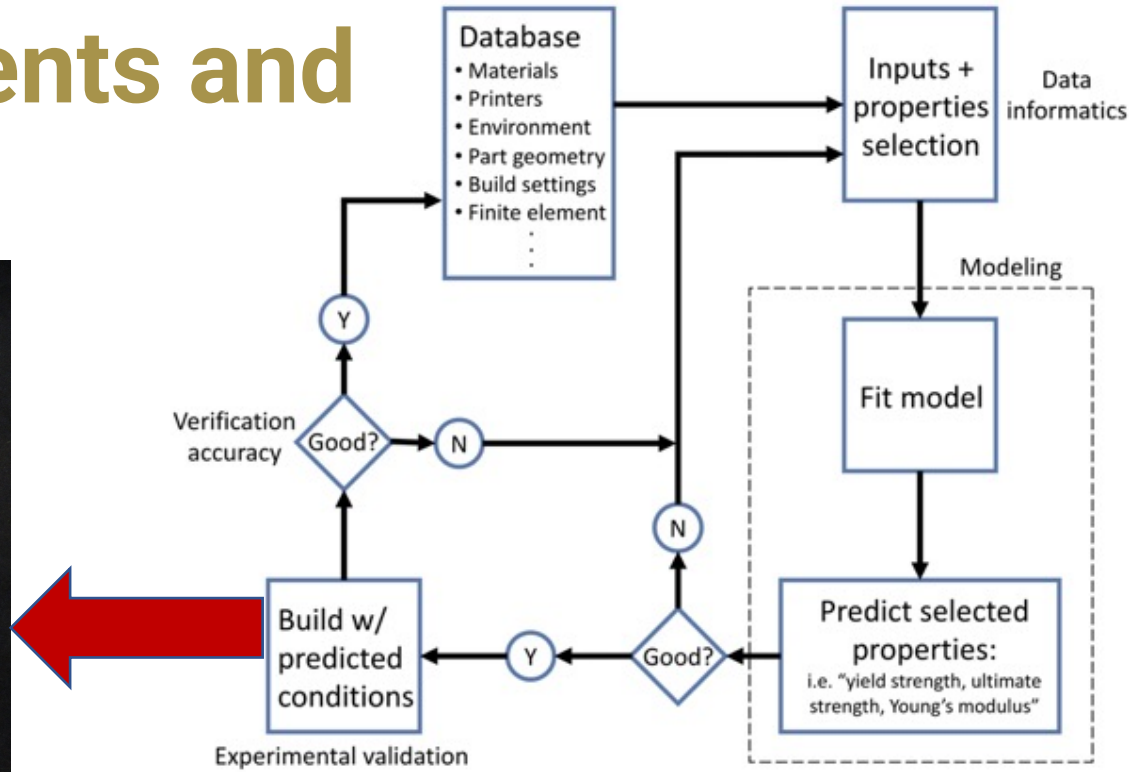 ents and
Database
• Materials
• Printers
• Environment
• Part geometry
• Build settings
• Finite element
.
.
.
Inputs +
properties
selection
Data
informatics
Modeling
Fit model
Predict selected
properties:
i.e. “yield strength, ultimate
strength, Young’s modulus”
Good?
N
Y
Build w/
predicted
conditions
Experimental validation
Verification
accuracy
Good?
N
Y